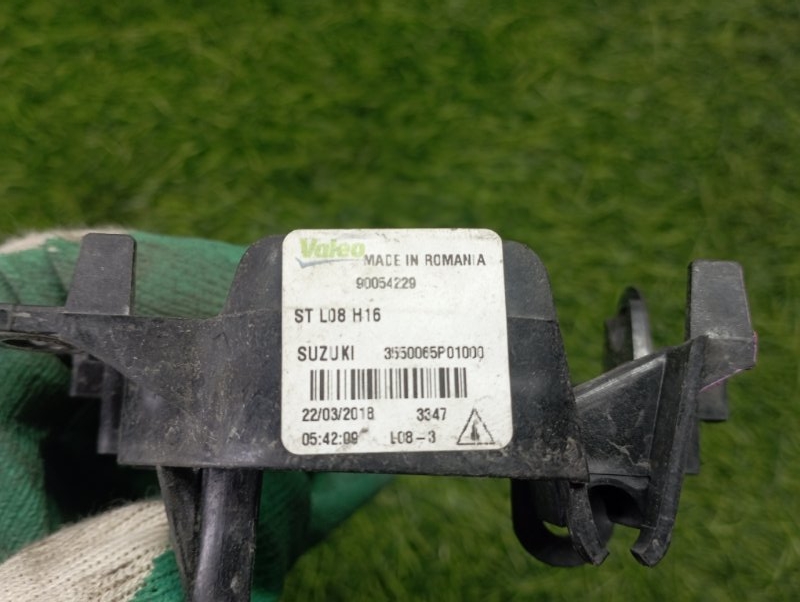 Valeo MADE IN ROMANIA
90054229
ST L08 H16
SUZUKI 3550065P01000
22/03/2018 3347
05:42:09 L08-3